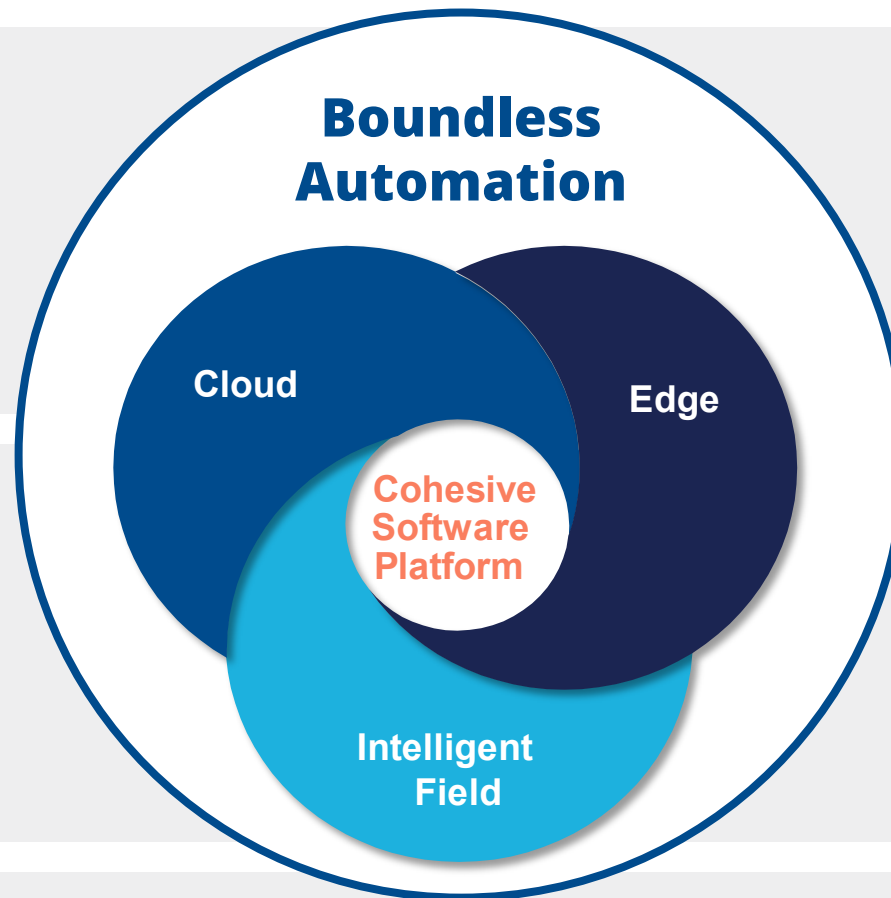 Boundless
Automation
Cloud
Edge
Cohesive
Software
Platform
Intelligent
Field